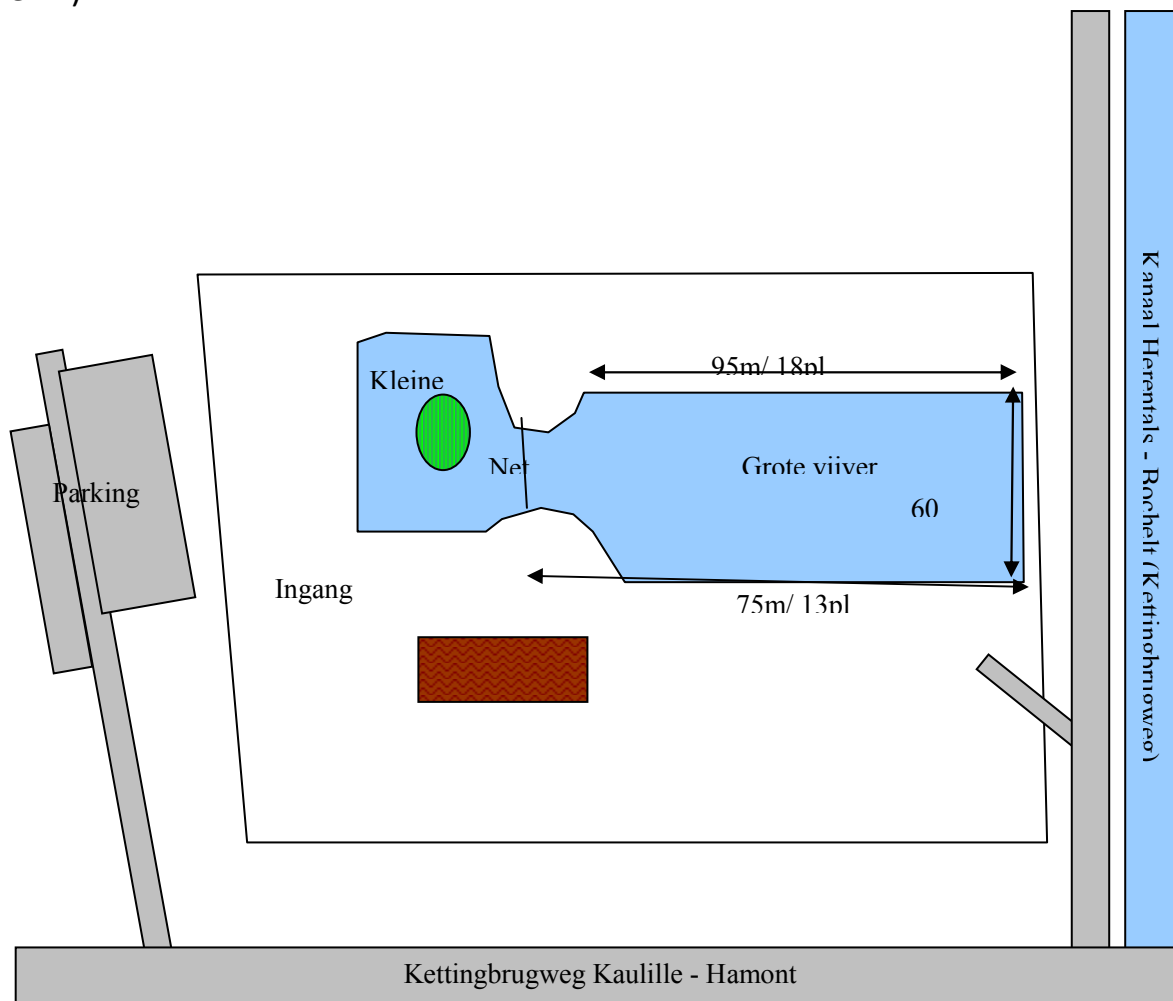 95m/ 18pl
Kleine
Net
Grote vijver
Parking
60
Ingang
75m/ 13pl
Kanaal Herentals - Bocholt (Kettingbrugweg)
Kettingbrugweg Kaulille - Hamont